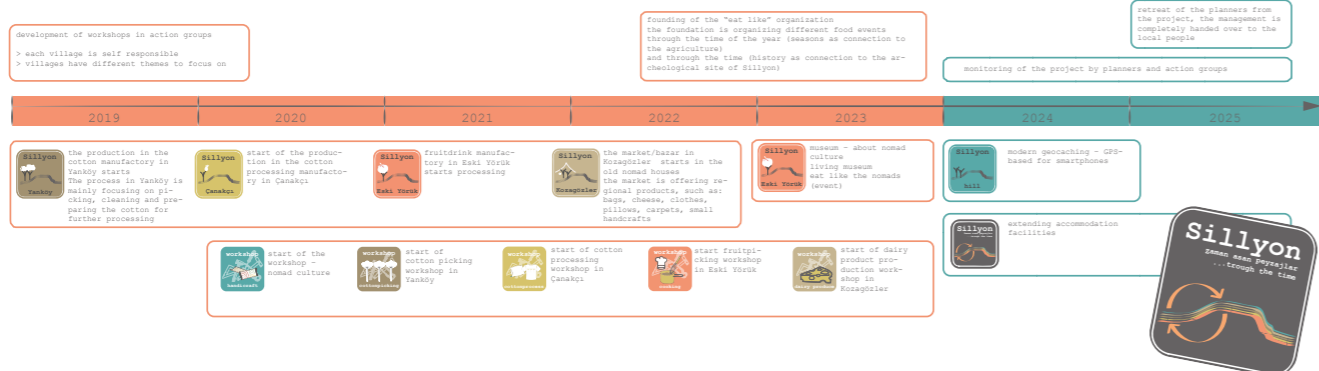 development of workshops in action groups
> each village is self responsible
> villages have different themes to focus on
founding of the "eat like" organization
the foundation is organizing different food events
through the time of the year (seasons as connection to
the agriculture)
and through the time (history as connection to the ar-
cheological site of Sillyon)
retreat of the planners from
the project, the management is
completely handed over to the
local people
monitoring of the project by planners and action groups
2019
2020
2021
2022
2023
2024
2025
Sillyon
Yanköy
the production in the
cotton manufactory in
Yanköy starts
The process in Yanköy is
mainly focusing on pi-
cking, cleaning and pre-
paring the cotton for
further processing
Sillyon
Çanakçı
start of the produc-
tion in the cotton
processing manufacto-
ry in Çanakçı
Sillyon
Eski Yörük
fruitdrink manufac-
tory in Eski Yörük
starts processing
Sillyon
Kozagözler
the market/bazar in
Kozagözler starts in the
old nomad houses
the market is offering re-
gional products, such as:
bags, cheese, clothes,
pillows, carpets, small
handcrafts
Sillyon
Eski Yörük
museum - about nomad
culture
living museum
eat like the nomads
(event)
Sillyon
hill
modern geocaching - GPS-
based for smartphones
Sillyon
extending accommodation
facilities
workshop
handicraft
start of the
workshop -
nomad culture
workshop
cottonpicking
start of
cotton picking
workshop in
Yanköy
workshop
cottonprocess
start of cotton
processing
workshop in
Çanakçı
workshop
cooking
start fruitpi-
cking workshop
in Eski Yörük
workshop
dairy produce
start of dairy
product pro-
duction work-
shop in
Kozagözler
Sillyon
zaman asan peyzajlar
...trough the time